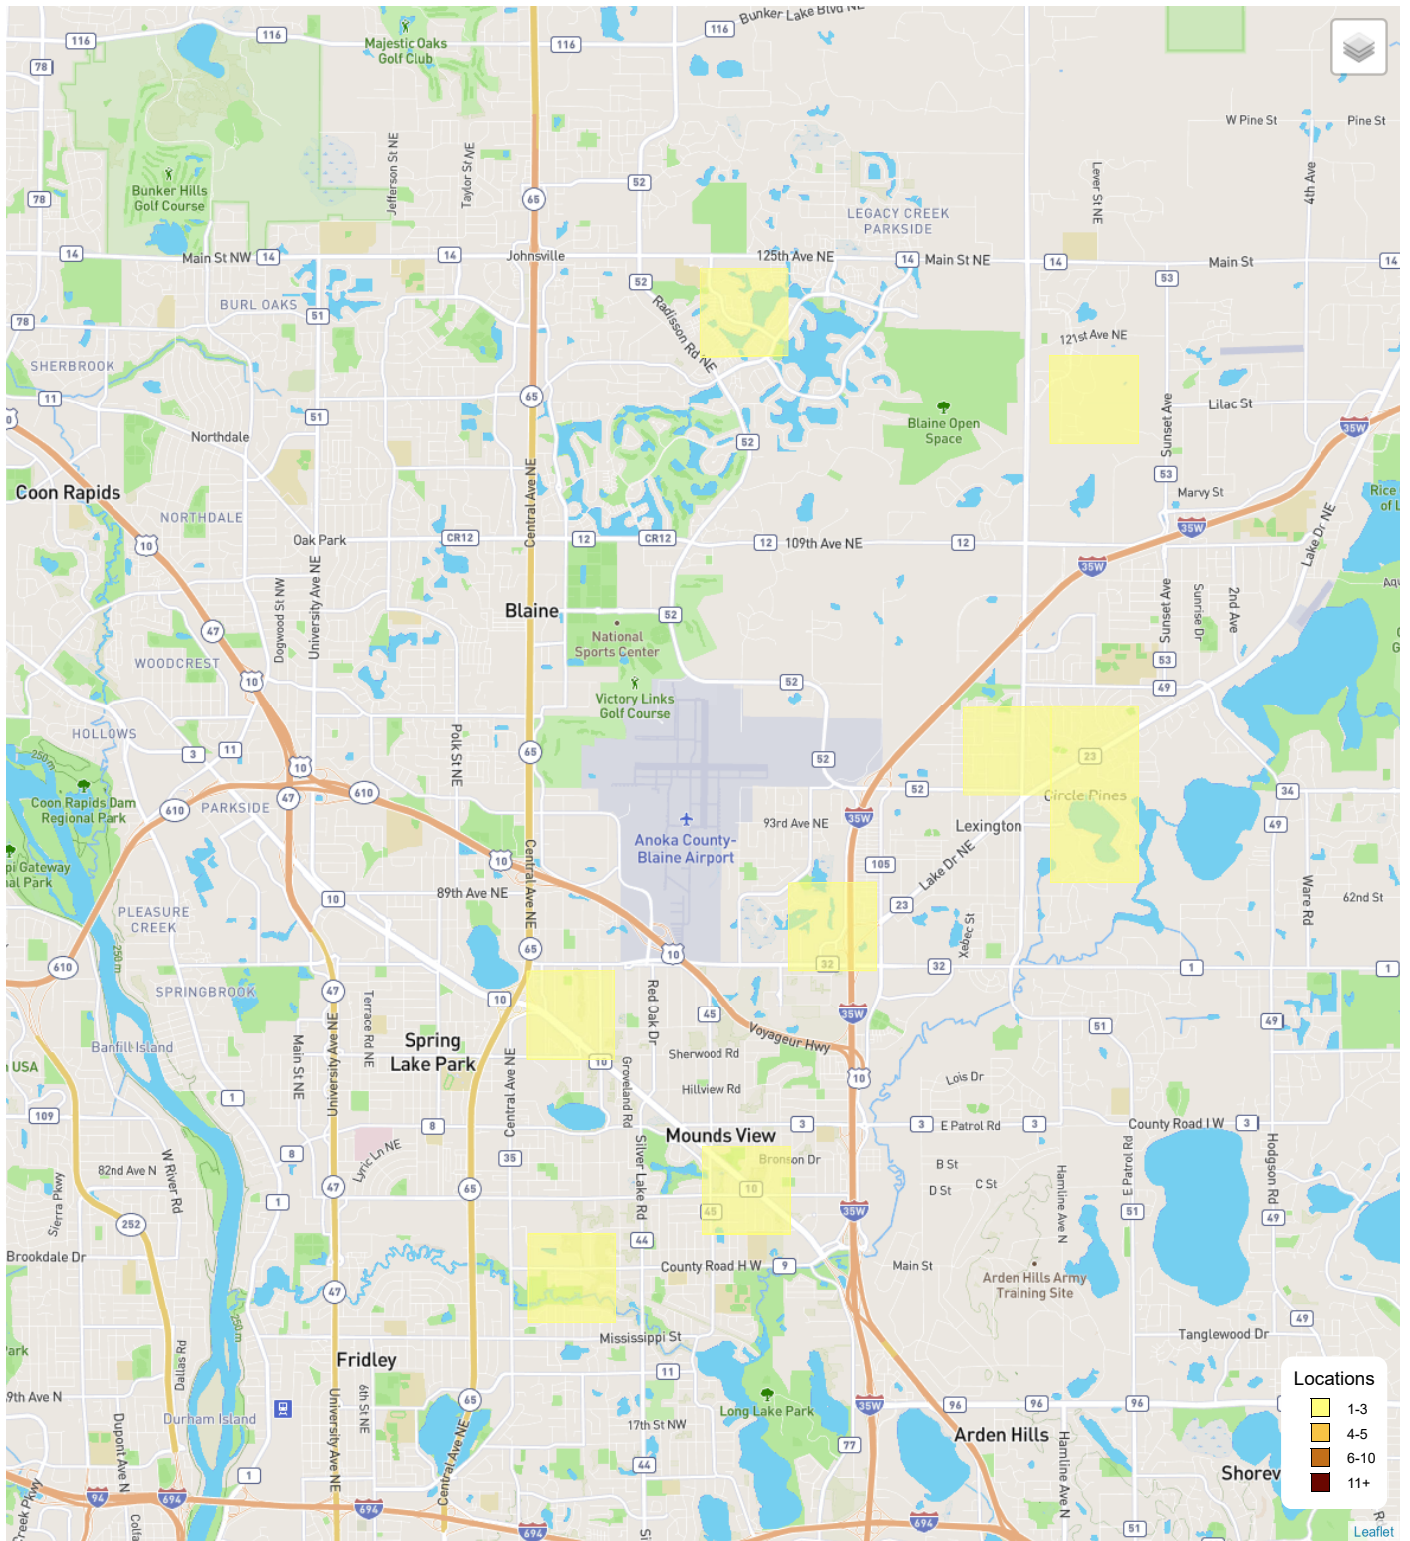 Bunker Lake Blvd NE
116
116
116
116
Majestic Oaks
Golf Club
78
W Pine St
Pine St
Jefferson St NE
Taylor St NE
Lever St NE
4th Ave
Bunker Hills
Golf Course
52
78
65
LEGACY CREEK
PARKSIDE
14
Main St NW
14
14
Johnsville
125th Ave NE
14
Main St NE
14
Main St
14
52
53
BURL OAKS
51
78
Radisson Rd NE
121st Ave NE
SHERBROOK
11
65
51
Lilac St
Sunset Ave
Blaine Open
Space
35W
Northdale
52
53
Coon Rapids
Marvy St
Rice
of L
NORTHDALE
Central Ave NE
35W
Lake Dr NE
10
Oak Park
CR12
12
CR12
12
109th Ave NE
12
35W
University Ave NE
Dogwood St NW
Sunset Ave
Sunrise Dr
2nd Ave
Blaine
52
47
National
Sports Center
WOODCREST
53
10
52
49
Victory Links
Golf Course
HOLLOWS
3
11
Polk St NE
65
52
23
250 m
10
Coon Rapids Dam
Regional Park
610
PARKSIDE
47
610
52
Circle Pines
34
35W
93rd Ave NE
Lexington
49
Anoka County-
Blaine Airport
Lake Dr NE
pi Gateway
al Park
10
105
Central Ave NE
89th Ave NE
10
23
Ware Rd
62nd St
PLEASURE
CREEK
Xebec St
65
10
250 m
610
32
32
1
1
SPRINGBROOK
47
10
Red Oak Dr
45
35W
Terrace Rd NE
Voyageur Hwy
51
49
Spring
Lake Park
Banfill Island
Main St NE
University Ave NE
Central Ave NE
Sherwood Rd
10
Groveland Rd
n USA
Lois Dr
10
Hillview Rd
1
109
8
3
3
E Patrol Rd
3
County Road I W
3
Mounds View
Lyric Ln NE
8
35
Silver Lake Rd
Bronson Dr
B St
82nd Ave N
W River Rd
C St
D St
Hamline Ave N
E Patrol Rd
Hodgson Rd
47
65
10
Sierra Pkwy
1
45
35W
51
49
252
44
Brookdale Dr
County Road H W
9
Main St
Arden Hills Army
Training Site
47
250 m
49
Mississippi St
Tanglewood Dr
Park
Dallas Rd
Fridley
11
Locations
1-3
4-5
6-10
11+
9th Ave N
6th St NE
University Ave NE
65
Long Lake Park
35W
96
96
96
Dupont Ave N
Durham Island
17th St NW
77
Arden Hills
Central Ave NE
Hamline Ave N
44
1
Shorev
94
694
694
694
694
51
Creek Pkwy
Colfa
Leaflet